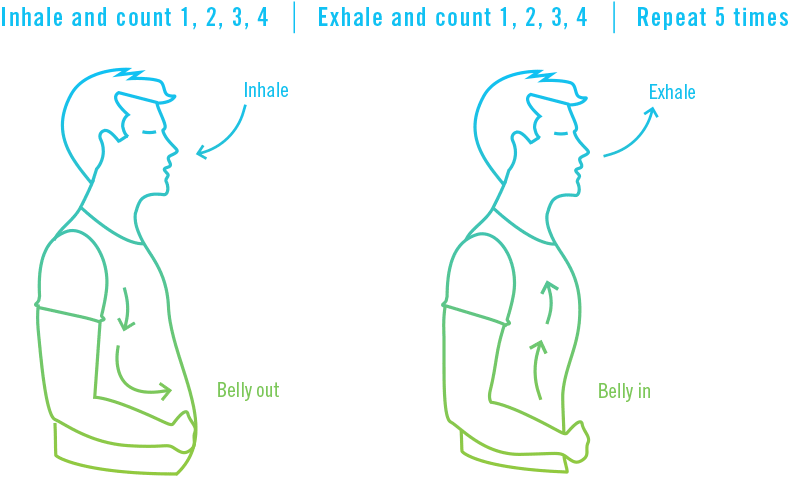 Inhale and count 1, 2, 3, 4 | Exhale and count 1, 2, 3, 4 | Repeat 5 times
Inhale
Exhale
Belly out
Belly in